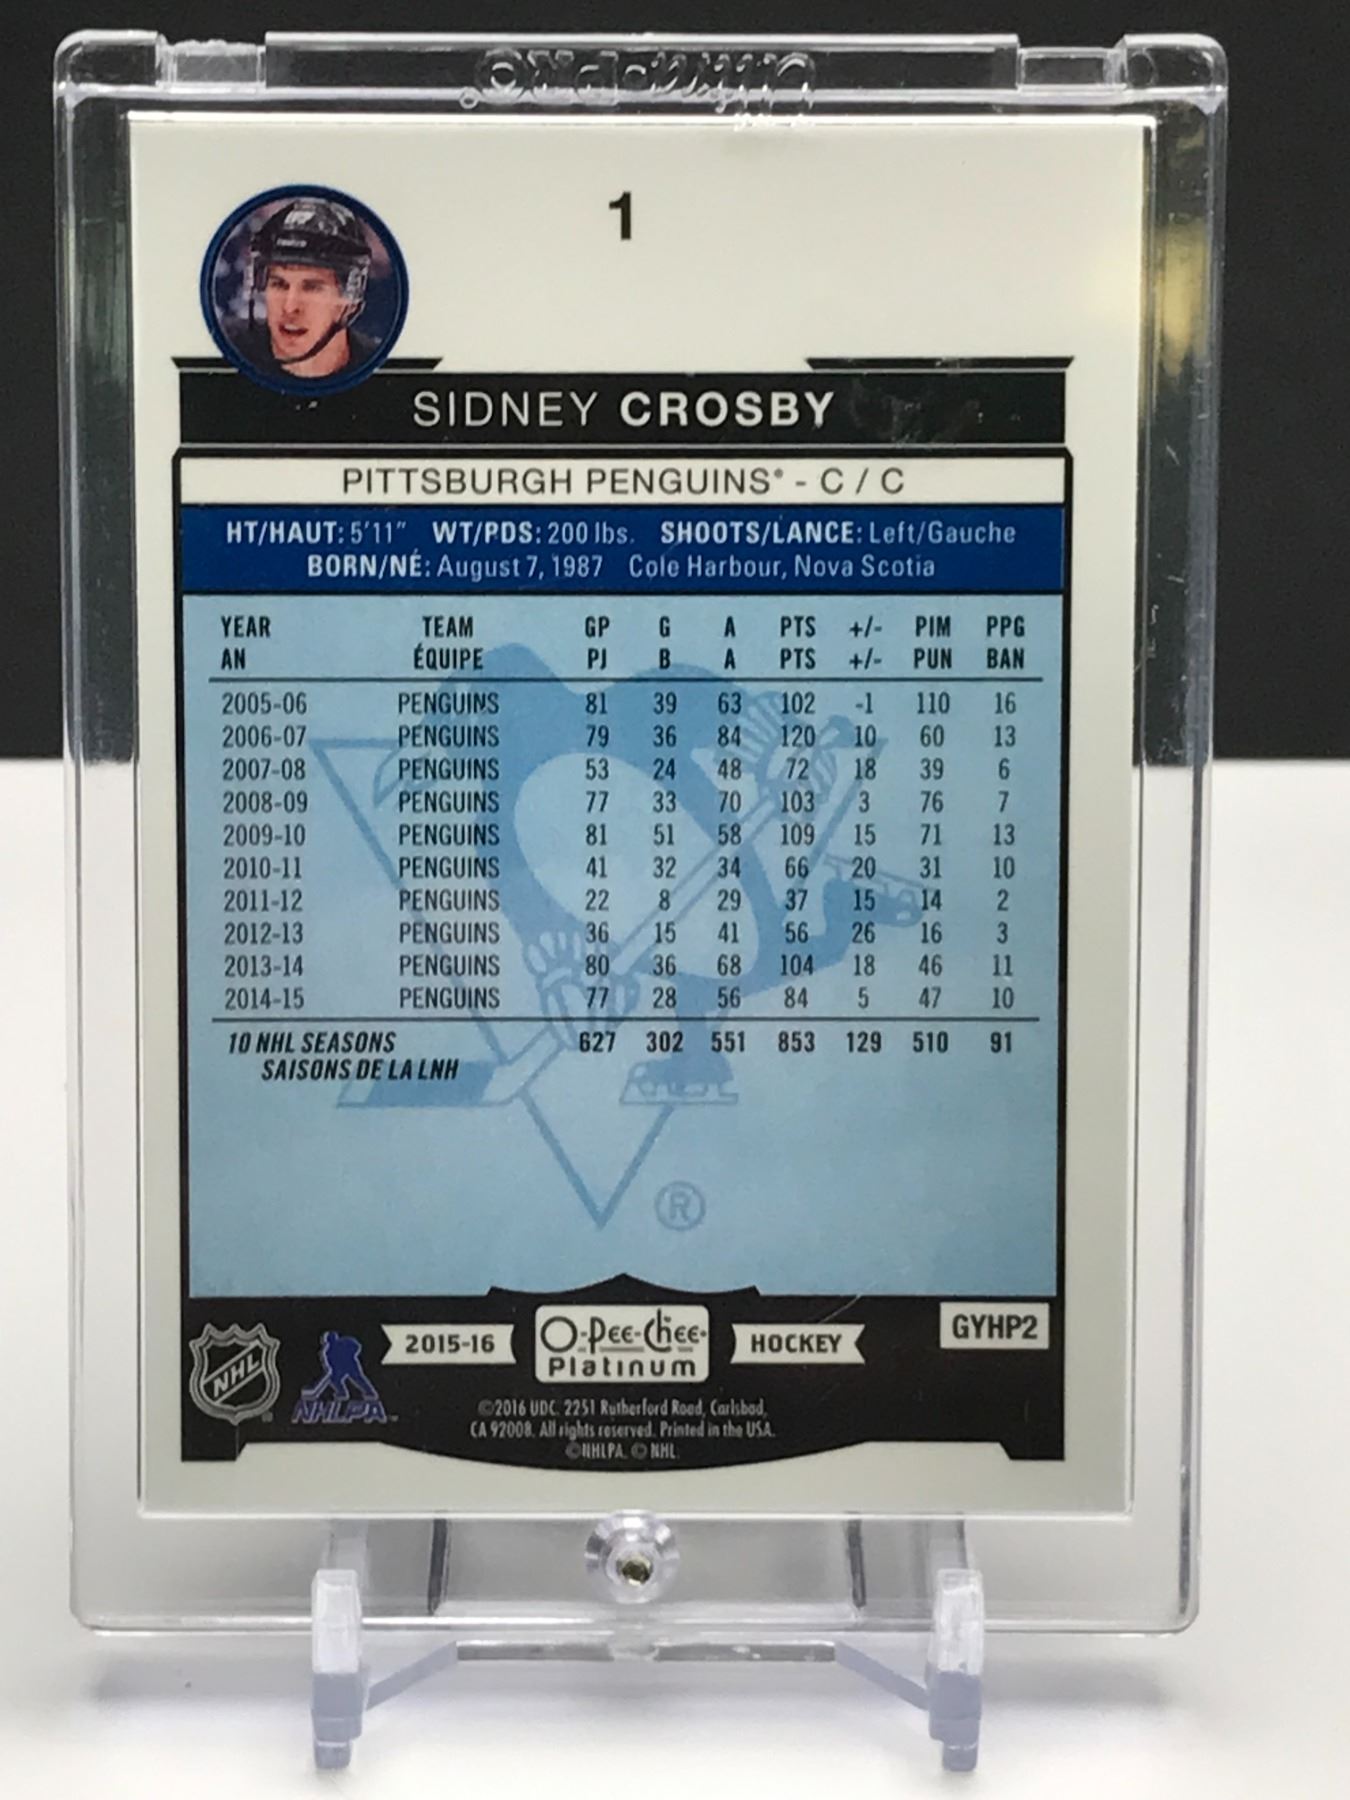 1
SIDNEY CROSBY
PITTSBURGH PENGUINS® - C / C
HT/HAUT: 5'11" WT/PDS: 200 lbs. SHOOTS/LANCE: Left/Gauche
BORN/NÉ: August 7, 1987 Cole Harbour, Nova Scotia
YEAR TEAM GP G A PTS +/- PIM PPG
AN ÉQUIPE PJ B A PTS +/- PUN BAN
2005-06 PENGUINS 81 39 63 102 -1 110 16
2006-07 PENGUINS 79 36 84 120 10 60 13
2007-08 PENGUINS 53 24 48 72 18 39 6
2008-09 PENGUINS 77 33 70 103 3 76 7
2009-10 PENGUINS 81 51 58 109 15 71 13
2010-11 PENGUINS 41 32 34 66 20 31 10
2011-12 PENGUINS 22 8 29 37 15 14 2
2012-13 PENGUINS 36 15 41 56 26 16 3
2013-14 PENGUINS 80 36 68 104 18 46 11
2014-15 PENGUINS 77 28 56 84 5 47 10
10 NHL SEASONS 627 302 551 853 129 510 91
SAISONS DE LA LNH
®
GYHP2
2015-16 O-Pee-Chee HOCKEY
Platinum
NHL NHLPA
©2016 UDC. 2251 Rutherford Road, Carlsbad,
CA 92008. All rights reserved. Printed in the USA.
©NHLPA. © NHL.